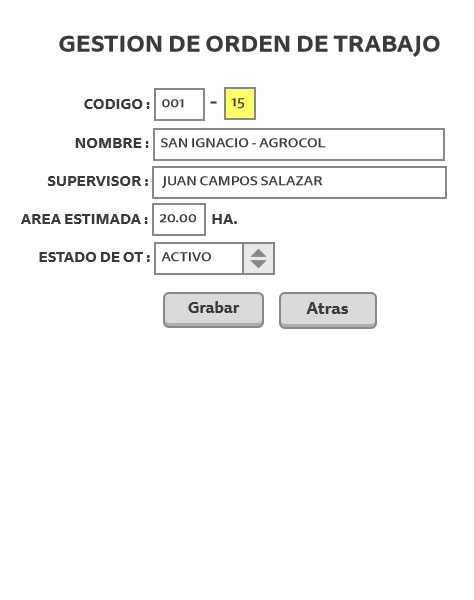 GESTION DE ORDEN DE TRABAJO
CODIGO : 001 - 15
NOMBRE : SAN IGNACIO - AGROCOL
SUPERVISOR : JUAN CAMPOS SALAZAR
AREA ESTIMADA : 20.00 HA.
ESTADO DE OT : ACTIVO
Grabar Atras